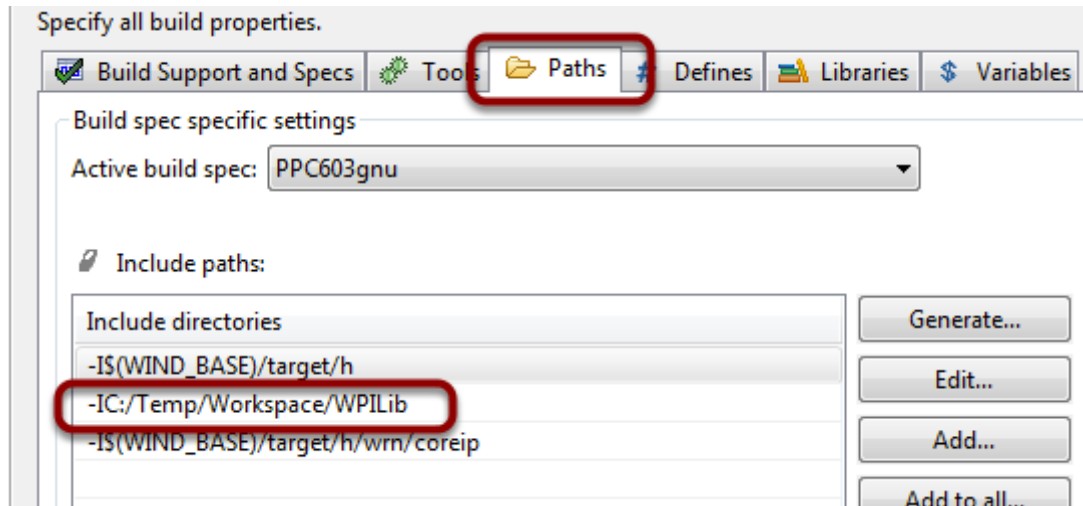 Specify all build properties.
Build Support and Specs Tools Paths # Defines Libraries $ Variables
Build spec specific settings
Active build spec: PPC603gnu
Include paths:
Include directories
Generate...
-I$(WIND_BASE)/target/h
Edit...
-IC:/Temp/Workspace/WPILib
-I$(WIND_BASE)/target/h/wrn/coreip
Add...
Add to all...